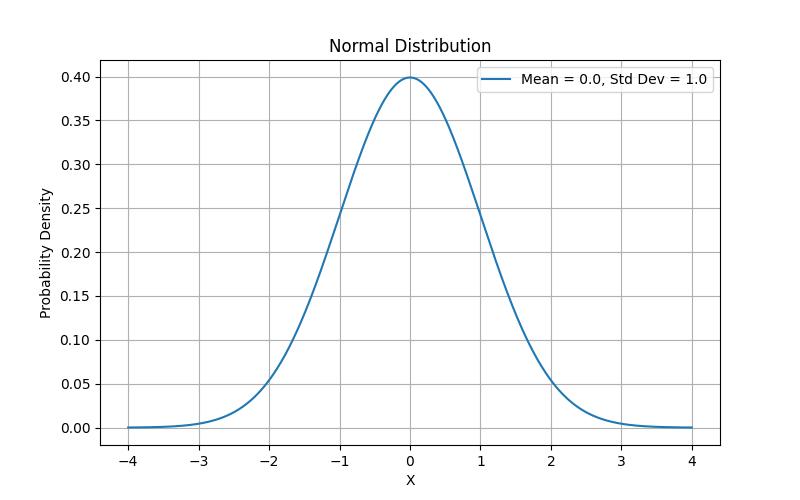 Normal Distribution
Mean = 0.0, Std Dev = 1.0
Probability Density
0.40
0.35
0.30
0.25
0.20
0.15
0.10
0.05
0.00
−4 −3 −2 −1 0 1 2 3 4
X